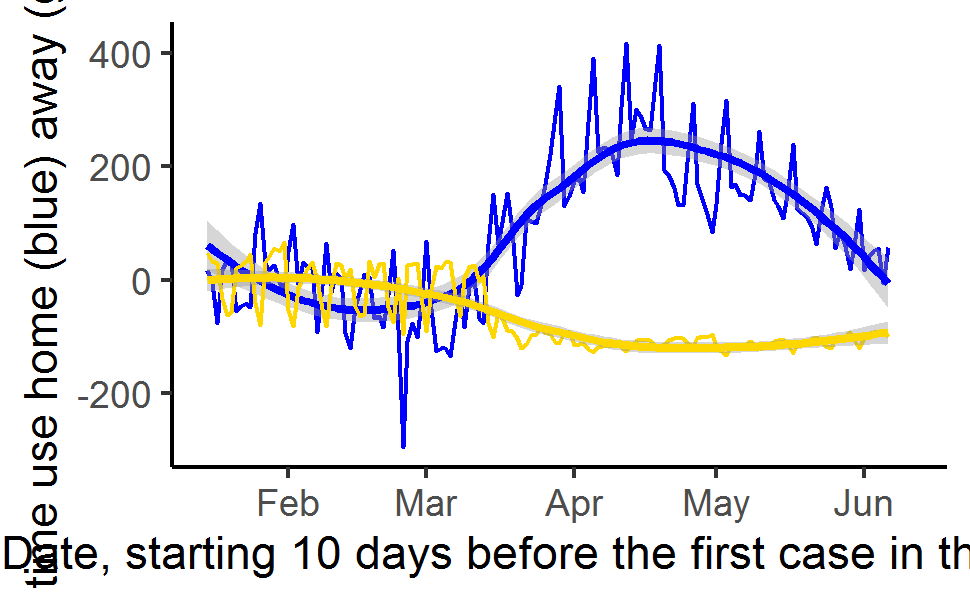 time use home (blue) away (
400
200
0
-200
Feb Mar Apr May Jun
Date, starting 10 days before the first case in th